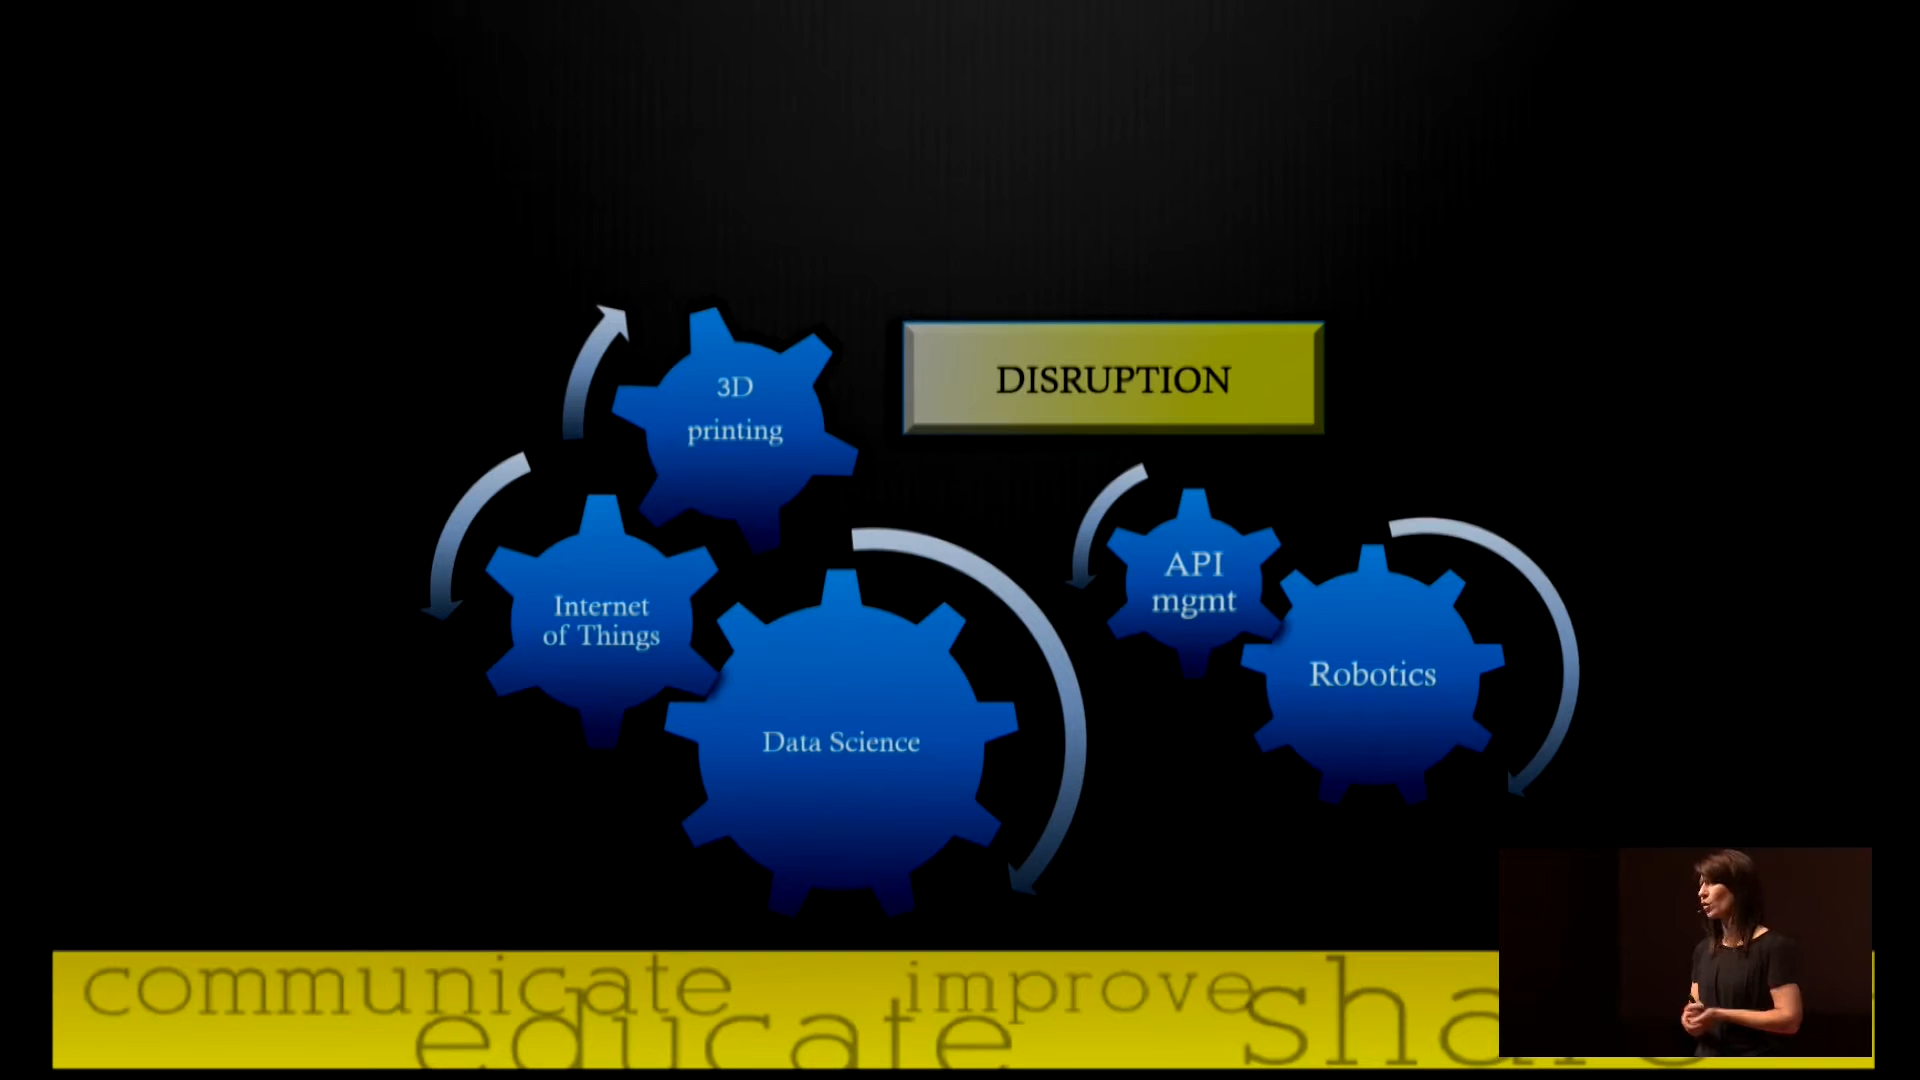 3D
printing
DISRUPTION
Internet
of Things
API
mgmt
Robotics
Data Science
communicate
educate
improve